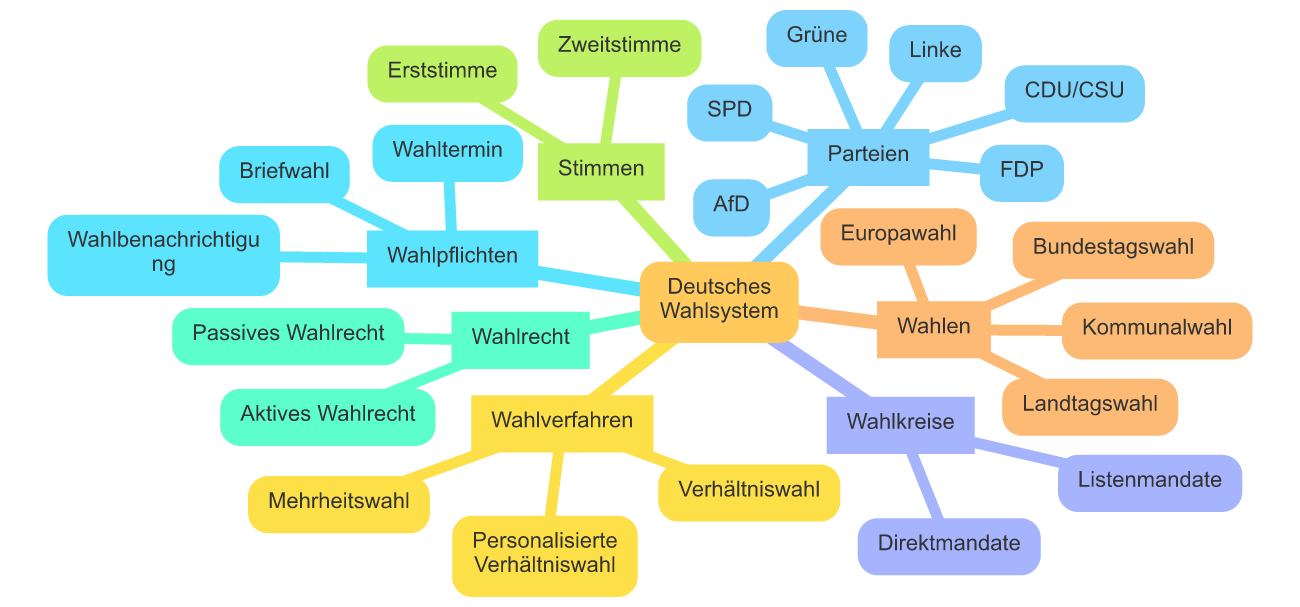 Deutsches
Wahlsystem
Stimmen
Erststimme
Zweitstimme
Parteien
SPD
Grüne
Linke
CDU/CSU
FDP
AfD
Wahlen
Europawahl
Bundestagswahl
Kommunalwahl
Landtagswahl
Wahlkreise
Listenmandate
Direktmandate
Wahlverfahren
Verhältniswahl
Personalisierte
Verhältniswahl
Mehrheitswahl
Wahlrecht
Passives Wahlrecht
Aktives Wahlrecht
Wahlpflichten
Wahlbenachrichtigu
ng
Briefwahl
Wahltermin